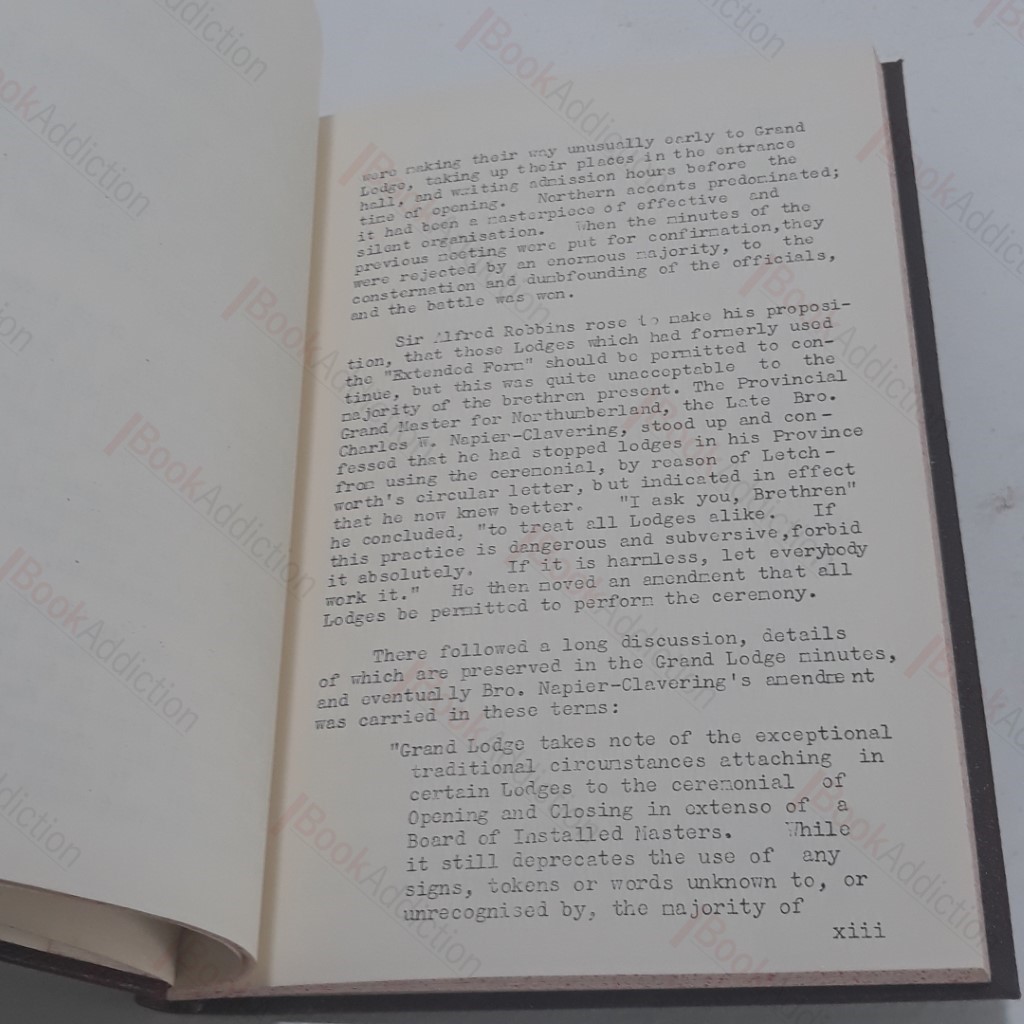 were making their way unusually early to Grand
Lodge, taking up their places in the entrance
hall, and waiting admission hours before the
time of opening. Northern accents predominated;
it had been a masterpiece of effective and
silent organisation. When the minutes of the
previous meeting were put for confirmation,they
were rejected by an enormous majority, to the
consternation and dumbfounding of the officials,
and the battle was won.
Sir Alfred Robbins rose to make his proposi-
tion, that those Lodges which had formerly used
the "Extended Form" should be permitted to con-
tinue, but this was quite unacceptable to the
majority of the brethren present. The Provincial
Grand Master for Northumberland, the Late Bro.
Charles W. Napier-Clavering, stood up and con-
fessed that he had stopped lodges in his Province
from using the ceremonial, by reason of Letch-
worth's circular letter, but indicated in effect
that he now knew better. "I ask you, Brethren"
he concluded, "to treat all Lodges alike. If
this practice is dangerous and subversive,forbid
it absolutely. If it is harmless, let everybody
work it." He then moved an amendment that all
Lodges be permitted to perform the ceremony.
There followed a long discussion, details
of which are preserved in the Grand Lodge minutes,
and eventually Bro. Napier-Clavering's amendment
was carried in these terms:
"Grand Lodge takes note of the exceptional
traditional circumstances attaching in
certain Lodges to the ceremonial of
Opening and Closing in extenso of a
Board of Installed Masters. While
it still deprecates the use of any
signs, tokens or words unknown to, or
unrecognised by, the majority of
xiii
BookAddiction